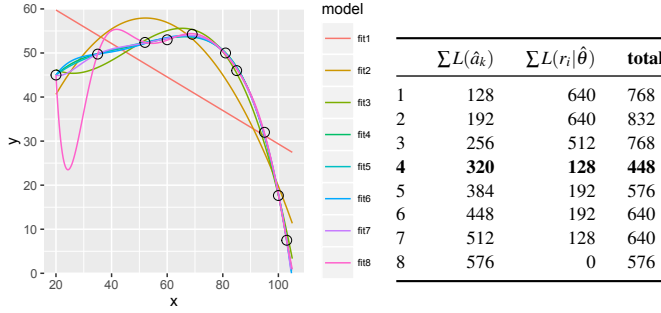 model
60
50
40
30
20
10
0
y
20
40
60
80
100
x
fit1
fit2
fit3
fit4
fit5
fit6
fit7
fit8
∑L(â_k) ∑L(r_i|θ̂) total
1 128 640 768
2 192 640 832
3 256 512 768
4 320 128 448
5 384 192 576
6 448 192 640
7 512 128 640
8 576 0 576